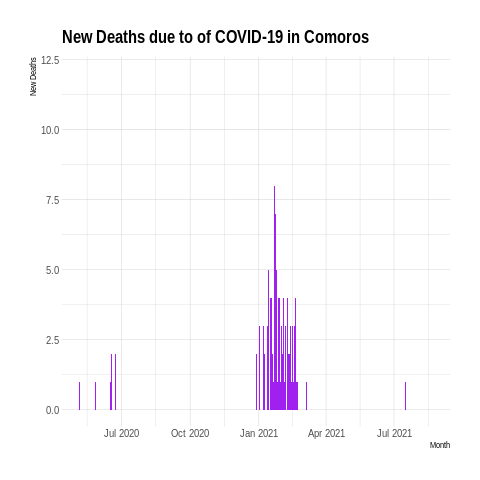 New Deaths due to of COVID-19 in Comoros
New Deaths
12.5
10.0
7.5
5.0
2.5
0.0
Jul 2020 Oct 2020 Jan 2021 Apr 2021 Jul 2021
Month